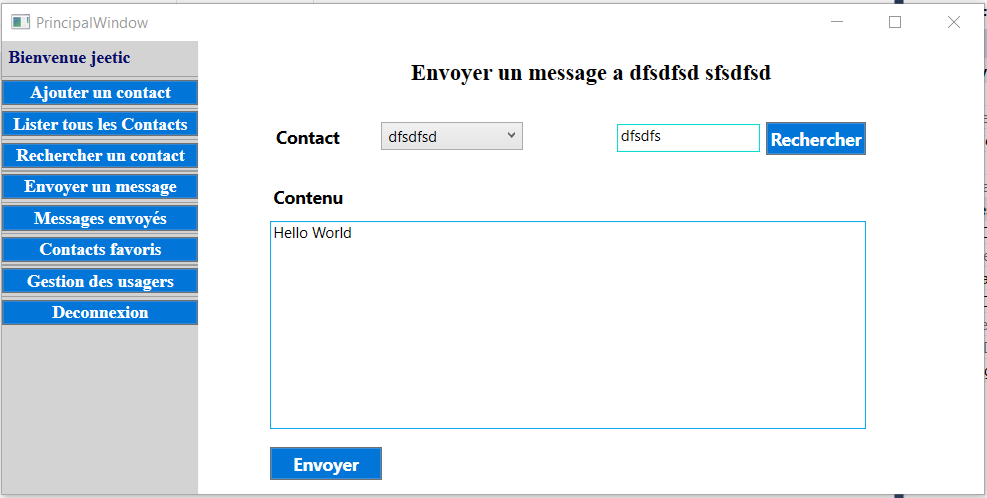 PrincipalWindow
Bienvenue jeetic
Ajouter un contact
Lister tous les Contacts
Rechercher un contact
Envoyer un message
Messages envoyés
Contacts favoris
Gestion des usagers
Deconnexion
Envoyer un message a dfsdfsd sfsdfsd
Contact dfsdfsd dfsdfs Rechercher
Contenu
Hello World
Envoyer